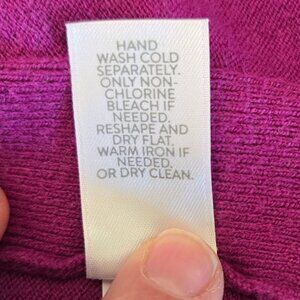 HAND
WASH COLD
SEPARATELY.
ONLY NON-
CHLORINE
BLEACH IF
NEEDED.
RESHAPE AND
DRY FLAT.
WARM IRON IF
NEEDED.
OR DRY CLEAN.